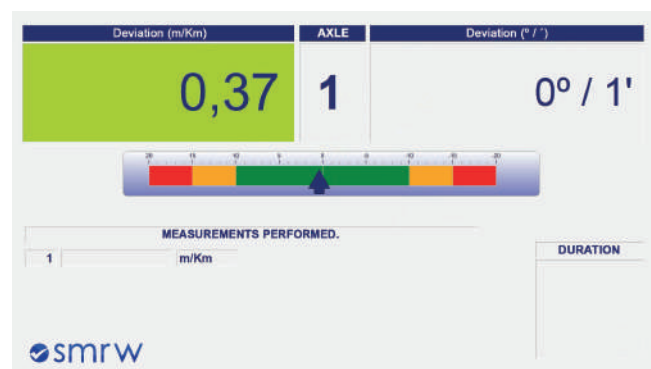 Deviation (m/Km) AXLE Deviation (º / ´)
0,37 1 0º / 1'
20 15 10 5 0 -5 -10 -15 -20
MEASUREMENTS PERFORMED.
1 m/Km
DURATION
smrw